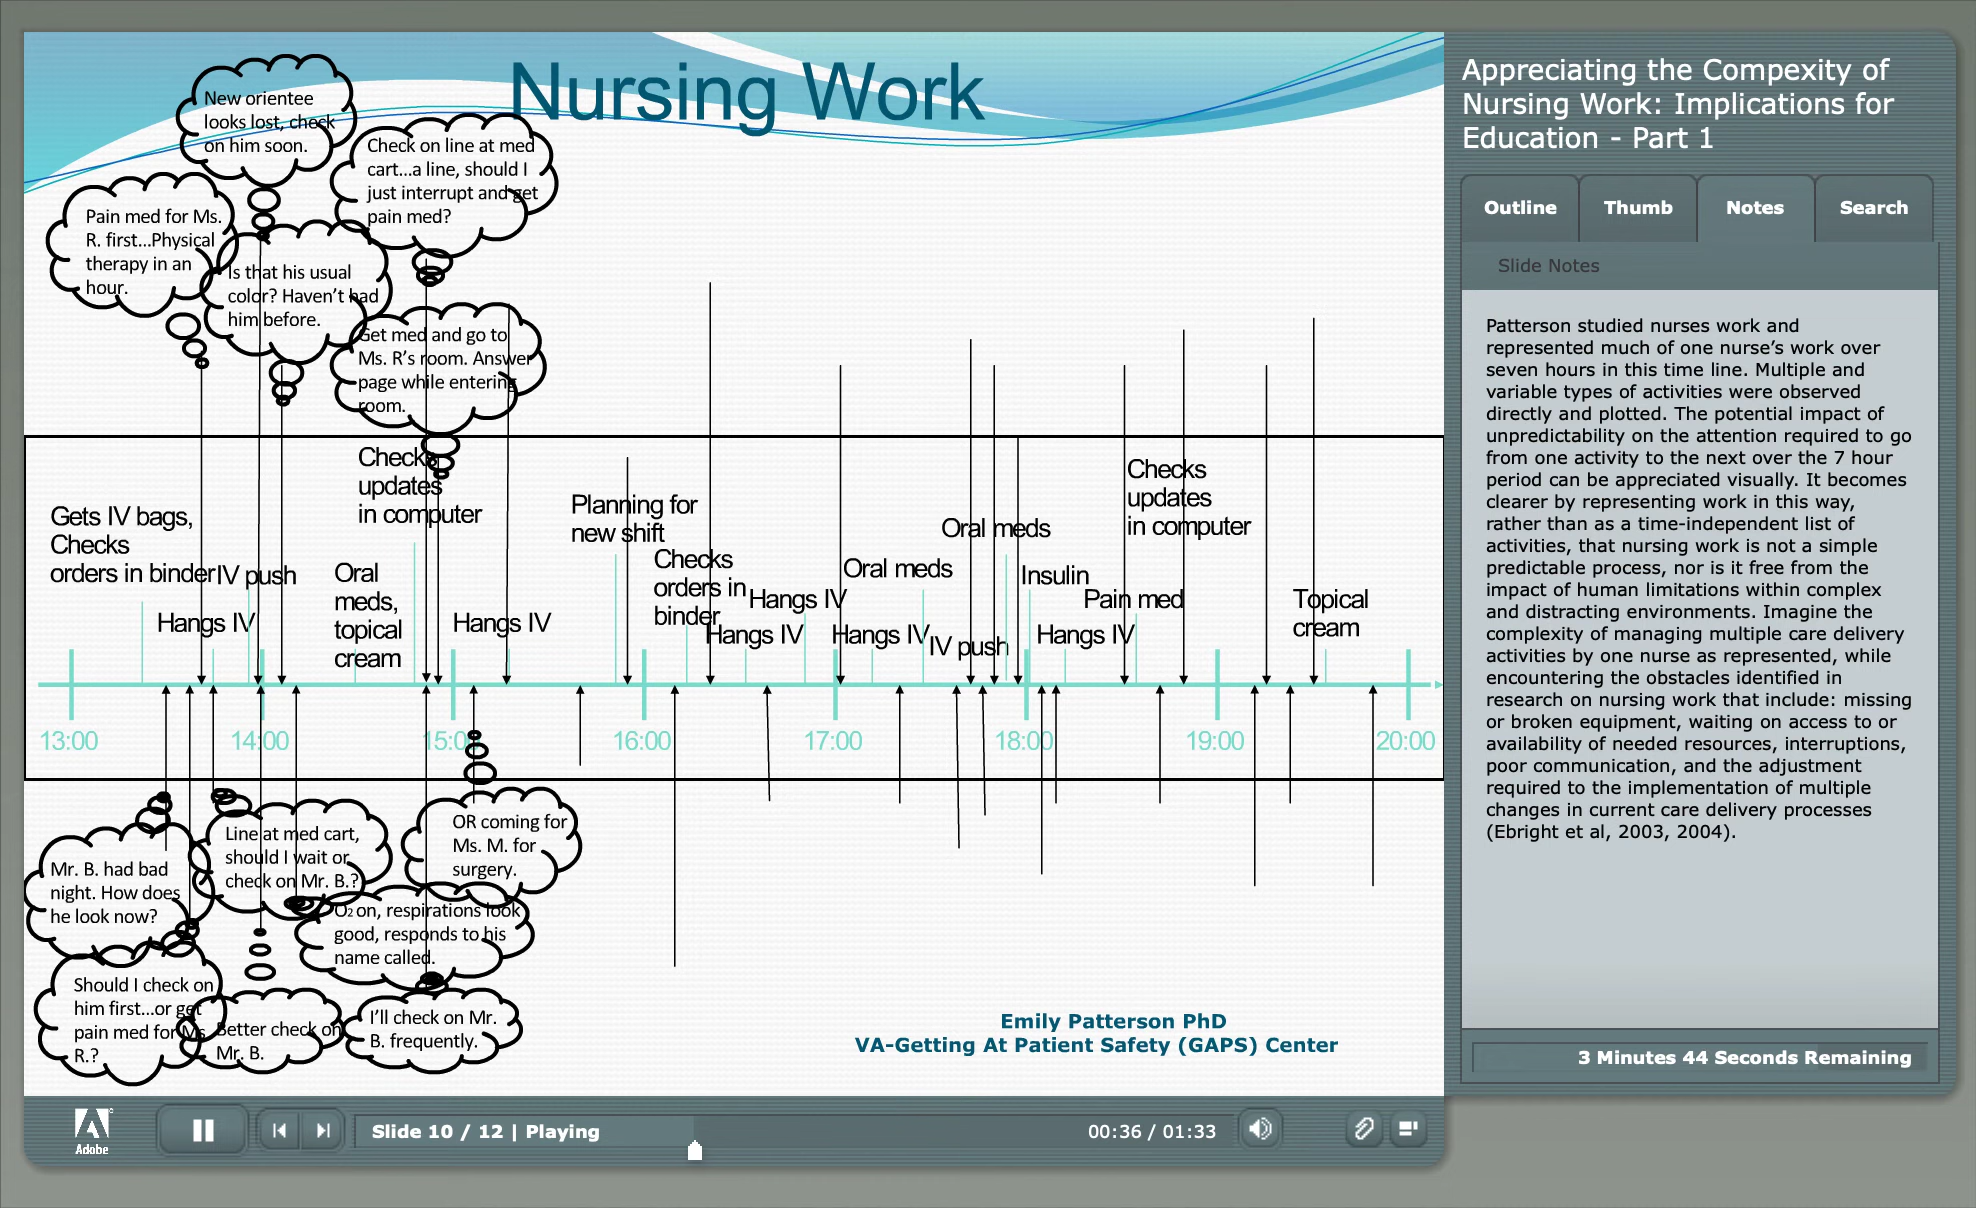 Nursing Work
New orientee
looks lost, check
on him soon.
Check on line at med
cart...a line, should I
just interrupt and get
pain med?
Pain med for Ms.
R. first...Physical
therapy in an
hour.
Is that his usual
color? Haven’t had
him before.
Get med and go to
Ms. R’s room. Answer
page while entering
room.
Gets IV bags,
Checks
orders in binder
IV push
Hangs IV
Checks
updates
in computer
Oral
meds,
topical
cream
Hangs IV
Planning for
new shift
Checks
orders in
binder
Hangs IV
Hangs IV
Oral meds
Hangs IV
IV push
Oral meds
Insulin
Hangs IV
Pain med
Checks
updates
in computer
Topical
cream
13:00
14:00
15:00
16:00
17:00
18:00
19:00
20:00
Mr. B. had bad
night. How does
he look now?
Line at med cart,
should I wait or
check on Mr. B.?
OR coming for
Ms. M. for
surgery.
O2 on, respirations look
good, responds to his
name called.
Should I check on
him first...or get
pain med for Ms.
R.?
Better check on
Mr. B.
I’ll check on Mr.
B. frequently.
Emily Patterson PhD
VA-Getting At Patient Safety (GAPS) Center
Adobe
Slide 10 / 12 | Playing
00:36 / 01:33
Appreciating the Compexity of
Nursing Work: Implications for
Education - Part 1
Outline
Thumb
Notes
Search
Slide Notes
Patterson studied nurses work and
represented much of one nurse’s work over
seven hours in this time line. Multiple and
variable types of activities were observed
directly and plotted. The potential impact of
unpredictability on the attention required to go
from one activity to the next over the 7 hour
period can be appreciated visually. It becomes
clearer by representing work in this way,
rather than as a time-independent list of
activities, that nursing work is not a simple
predictable process, nor is it free from the
impact of human limitations within complex
and distracting environments. Imagine the
complexity of managing multiple care delivery
activities by one nurse as represented, while
encountering the obstacles identified in
research on nursing work that include: missing
or broken equipment, waiting on access to or
availability of needed resources, interruptions,
poor communication, and the adjustment
required to the implementation of multiple
changes in current care delivery processes
(Ebright et al, 2003, 2004).
3 Minutes 44 Seconds Remaining